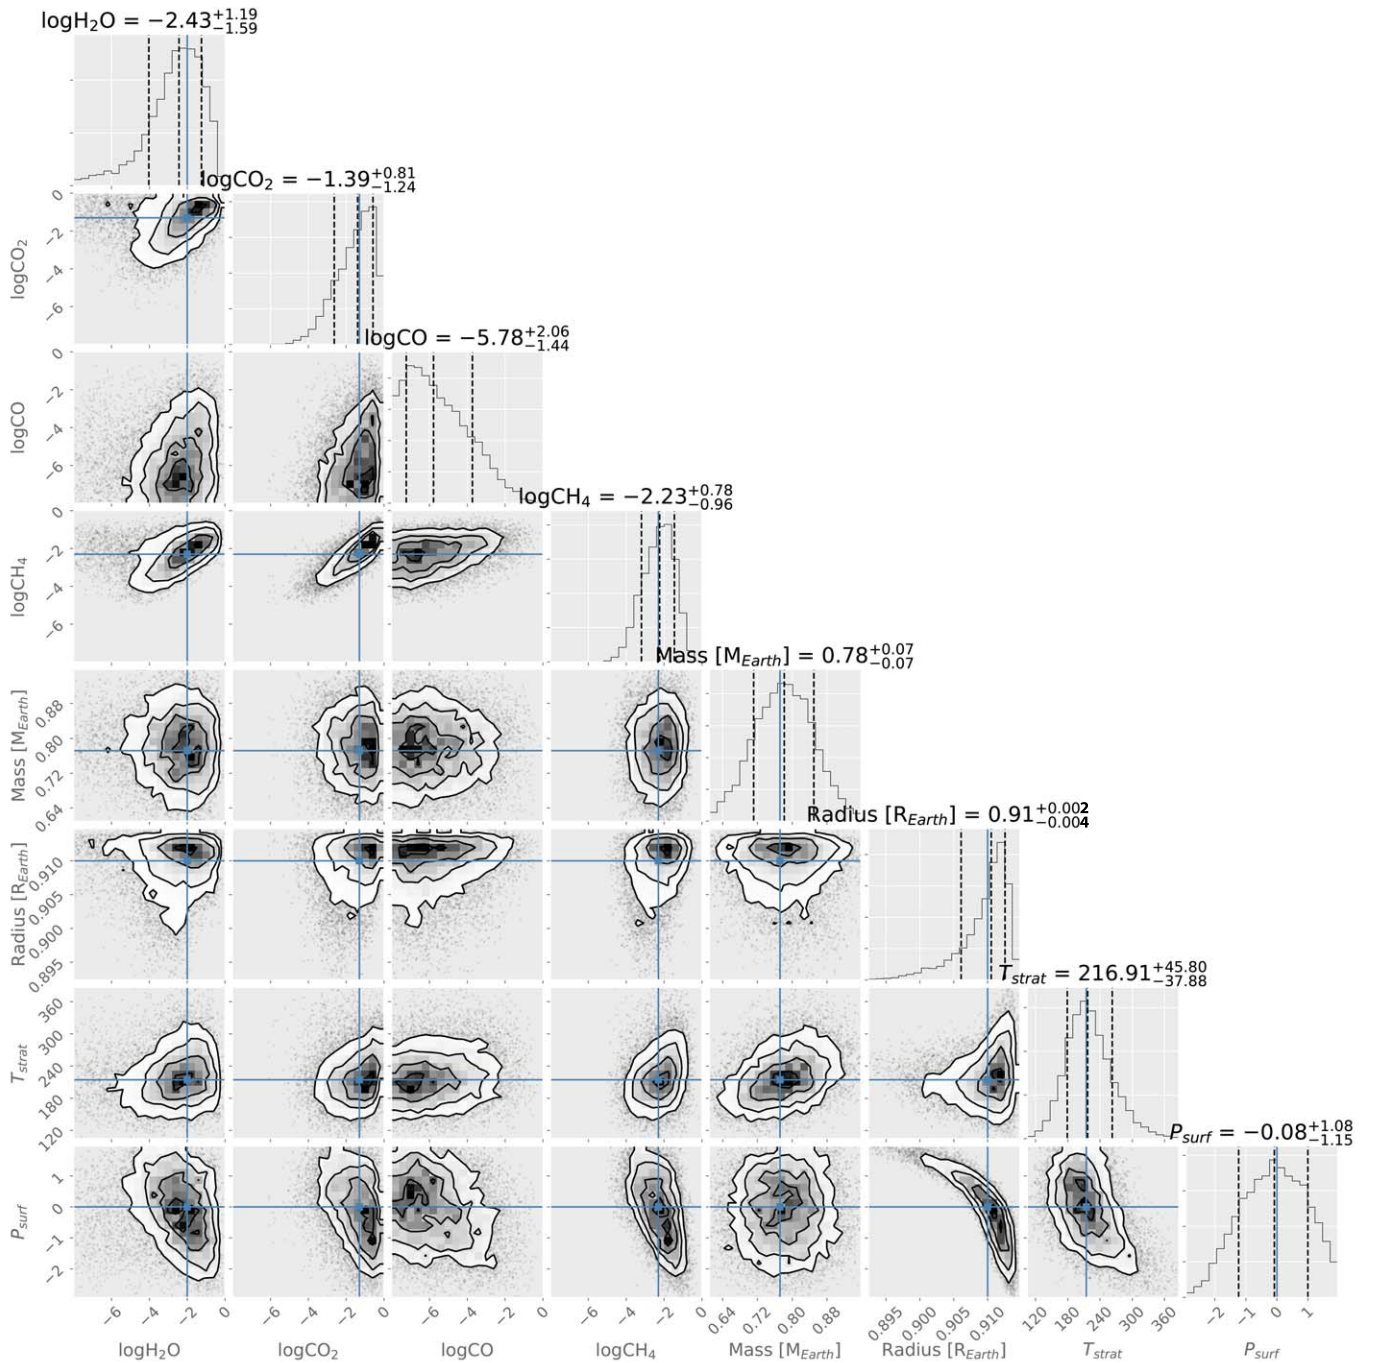 logH₂O = −2.43+1.19−1.59
logCO₂ = −1.39+0.81−1.24
0
−2
−4
−6
logCO₂
logCO = −5.78+2.06−1.44
0
−2
−4
−6
logCO
logCH₄ = −2.23+0.78−0.96
0
−2
−4
−6
logCH₄
Mass [M_Earth] = 0.78+0.07−0.07
0.88
0.80
0.72
0.64
Mass [M_Earth]
Radius [R_Earth] = 0.91+0.002−0.004
0.910
0.905
0.900
0.895
Radius [R_Earth]
T_strat = 216.91+45.80−37.88
360
300
240
180
120
T_strat
P_surf = −0.08+1.08−1.15
1
0
−1
−2
P_surf
−6 −4 −2 0 −6 −4 −2 0 −6 −4 −2 0 −6 −4 −2 0 0.64 0.72 0.80 0.88 0.895 0.900 0.905 0.910 120 180 240 300 360 −2 −1 0 1
logH₂O logCO₂ logCO logCH₄ Mass [M_Earth] Radius [R_Earth] T_strat P_surf